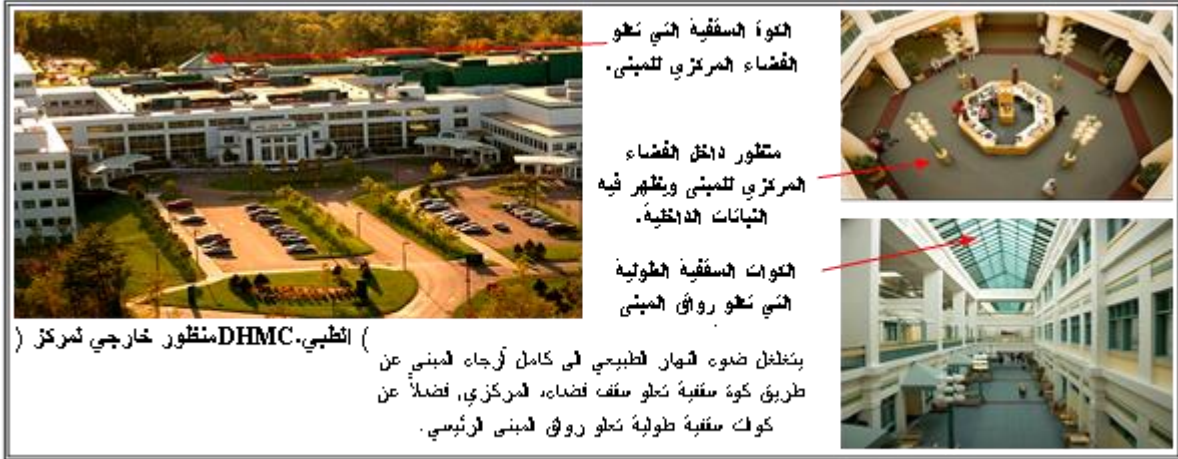 الكوة السقفية التي تعلو
الفضاء المركزي للمبنى.
منظور داخل الفضاء
المركزي للمبنى ويظهر فيه
النباتات الداخلية.
الكوات السقفية الطولية
التي تعلو رواق المبنى
.
) الطبي.DHMCمنظور خارجي لمركز (
يتغلغل ضوء النهار الطبيعي الى كامل أرجاء المبنى عن
طريق كوة سقفية تعلو سقف فضاءه المركزي, فضلاً عن
كوات سقفية طولية تعلو رواق المبنى الرئيسي.